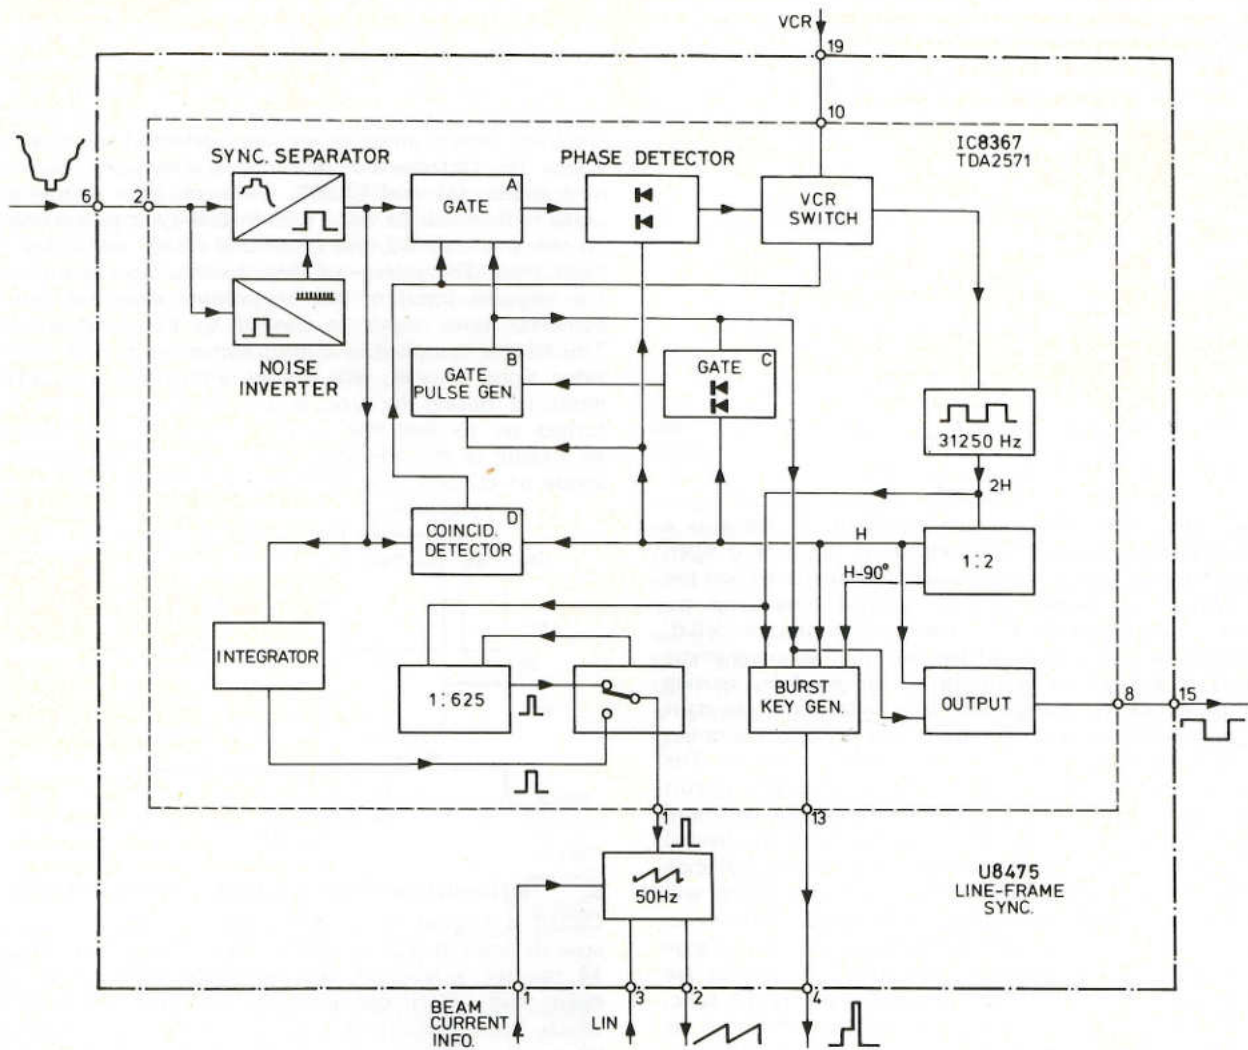 VCR
19
10
IC8367
TDA2571
SYNC. SEPARATOR
PHASE DETECTOR
6
2
GATE
A
VCR
SWITCH
NOISE
INVERTER
B
GATE
PULSE GEN.
GATE
C
31250 Hz
2H
D
COINCID.
DETECTOR
H
1:2
H-90°
INTEGRATOR
1:625
BURST
KEY GEN.
OUTPUT
8
15
1
13
50Hz
U8475
LINE-FRAME
SYNC.
1
3
2
4
BEAM
CURRENT
INFO.
LIN